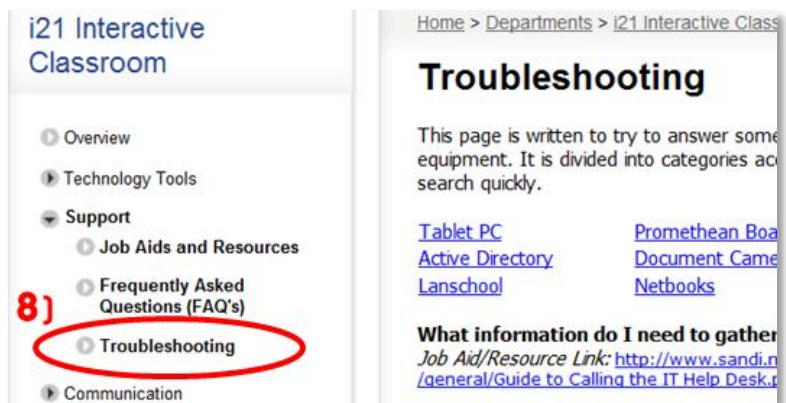 i21 Interactive
Classroom
Overview
Technology Tools
Support
Job Aids and Resources
Frequently Asked
Questions (FAQ's)
8)
Troubleshooting
Communication
Home > Departments > i21 Interactive Class
Troubleshooting
This page is written to try to answer some
equipment. It is divided into categories ac
search quickly.
Tablet PC
Promethean Boa
Active Directory
Document Came
Lanschool
Netbooks
What information do I need to gather
Job Aid/Resource Link: http://www.sandi.n
/general/Guide to Calling the IT Help Desk.p